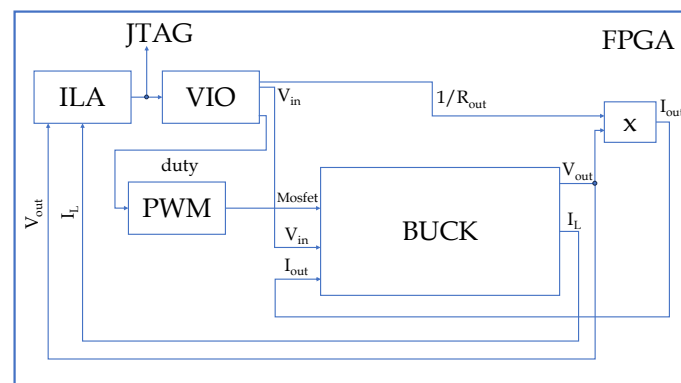 JTAG
FPGA
ILA
VIO
V_in
1/R_out
x
I_out
duty
V_out
PWM
Mosfet
BUCK
V_out
I_L
I_L
V_in
I_out